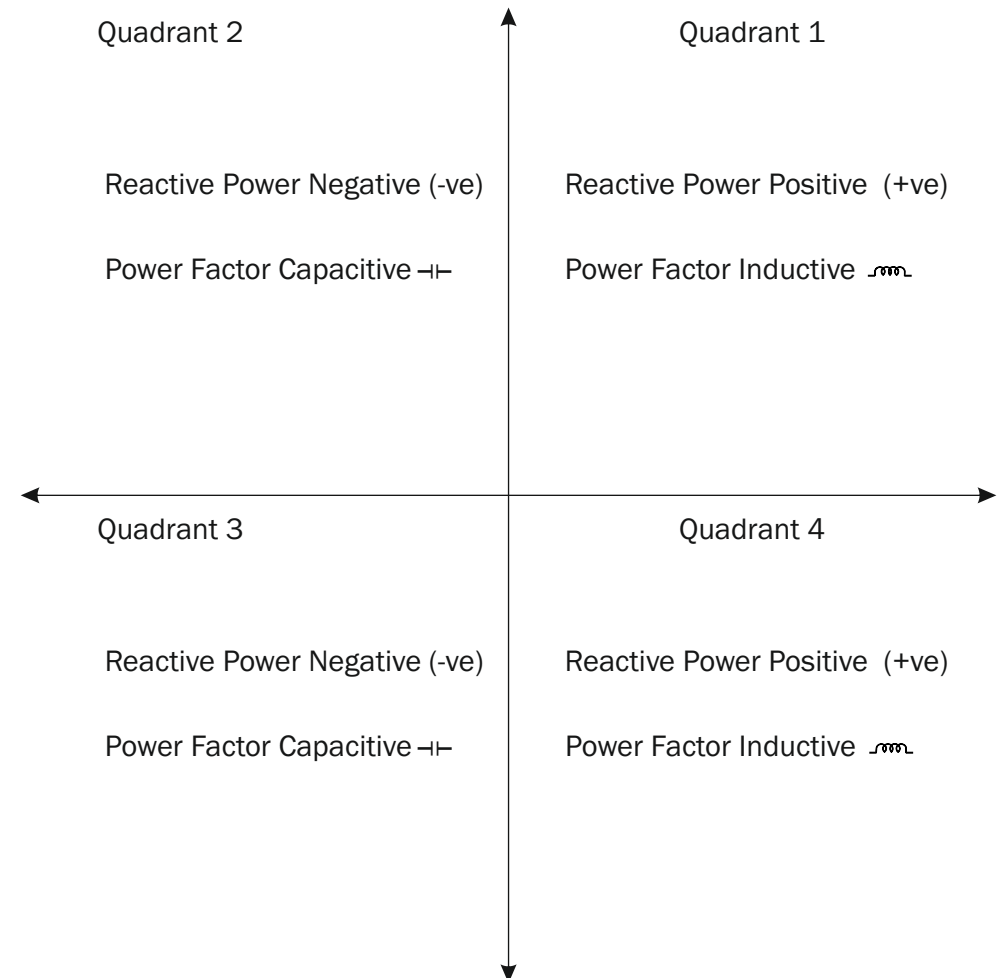 Quadrant 2
Quadrant 1
Reactive Power Negative (-ve)
Reactive Power Positive (+ve)
Power Factor Capacitive
Power Factor Inductive
Quadrant 3
Quadrant 4
Reactive Power Negative (-ve)
Reactive Power Positive (+ve)
Power Factor Capacitive
Power Factor Inductive